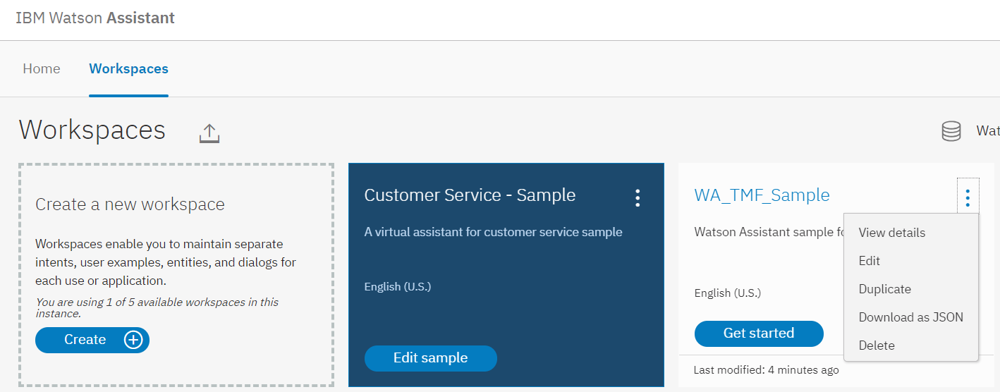 IBM Watson Assistant
Home
Workspaces
Workspaces
Create a new workspace
Workspaces enable you to maintain separate
intents, user examples, entities, and dialogs for
each use or application.
You are using 1 of 5 available workspaces in this
instance.
Create
Customer Service - Sample
A virtual assistant for customer service sample
English (U.S.)
Edit sample
WA_TMF_Sample
Watson Assistant sample
English (U.S.)
Get started
Last modified: 4 minutes ago
View details
Edit
Duplicate
Download as JSON
Delete